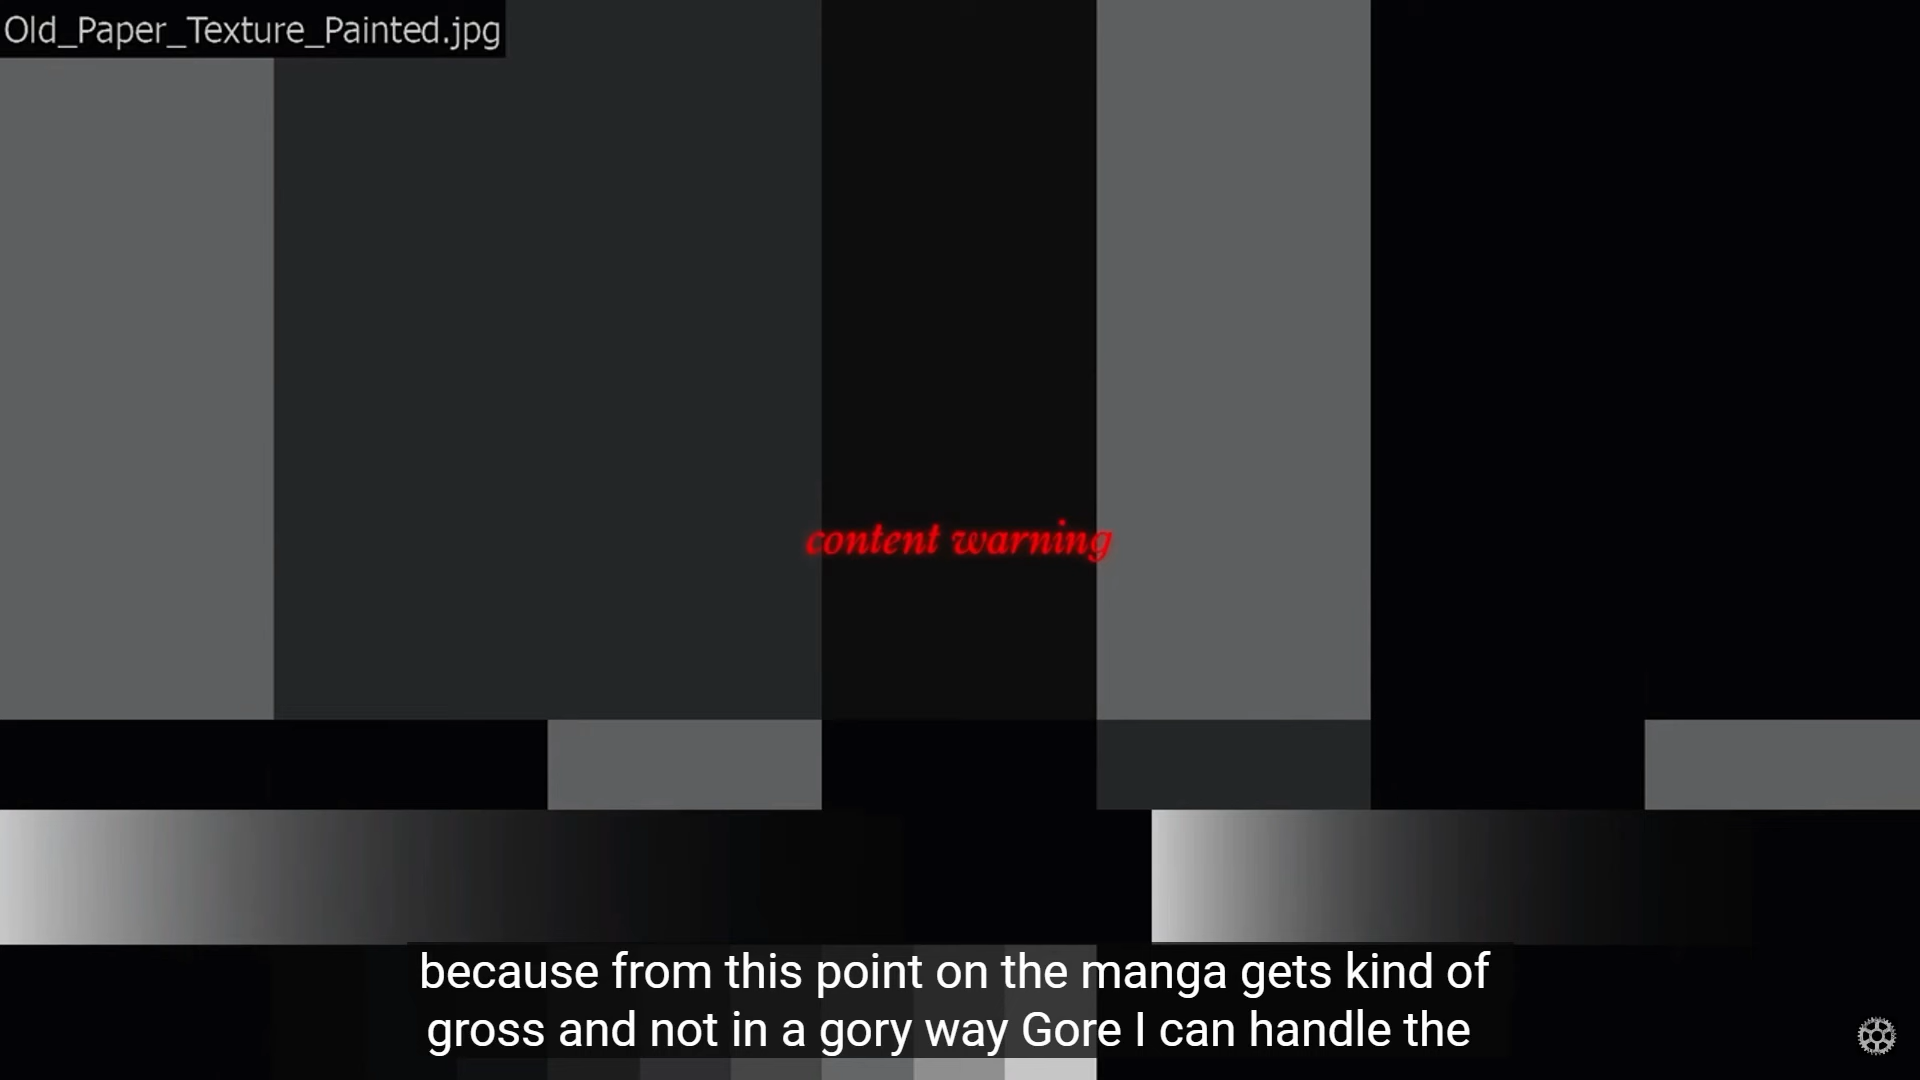 Old_Paper_Texture_Painted.jpg
content warning
because from this point on the manga gets kind of
gross and not in a gory way Gore I can handle the